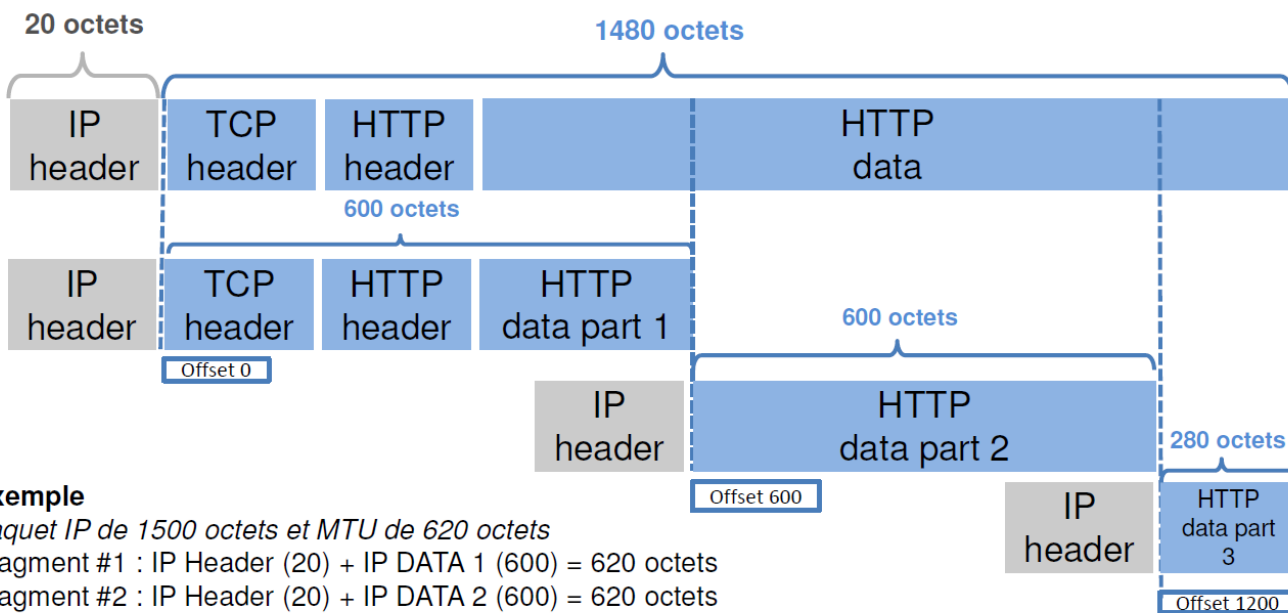 20 octets
1480 octets
IP
header
TCP
header
HTTP
header
HTTP
data
600 octets
IP
header
TCP
header
HTTP
header
HTTP
data part 1
Offset 0
600 octets
IP
header
HTTP
data part 2
Offset 600
280 octets
IP
header
HTTP
data part
3
Offset 1200
xemple
aquet IP de 1500 octets et MTU de 620 octets
agment #1 : IP Header (20) + IP DATA 1 (600) = 620 octets
agment #2 : IP Header (20) + IP DATA 2 (600) = 620 octets